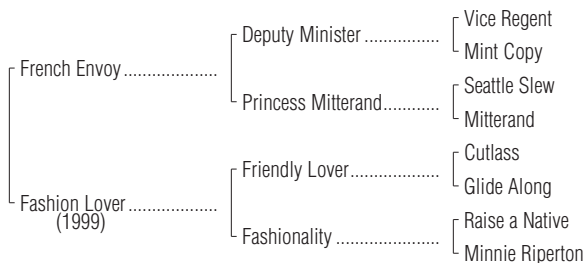 Vice Regent
Deputy Minister ................
Mint Copy
French Envoy....................
Seattle Slew
Princess Mitterand............
Mitterand
Cutlass
Friendly Lover...................
Glide Along
Fashion Lover...................
(1999)
Raise a Native
Fashionality ......................
Minnie Riperton